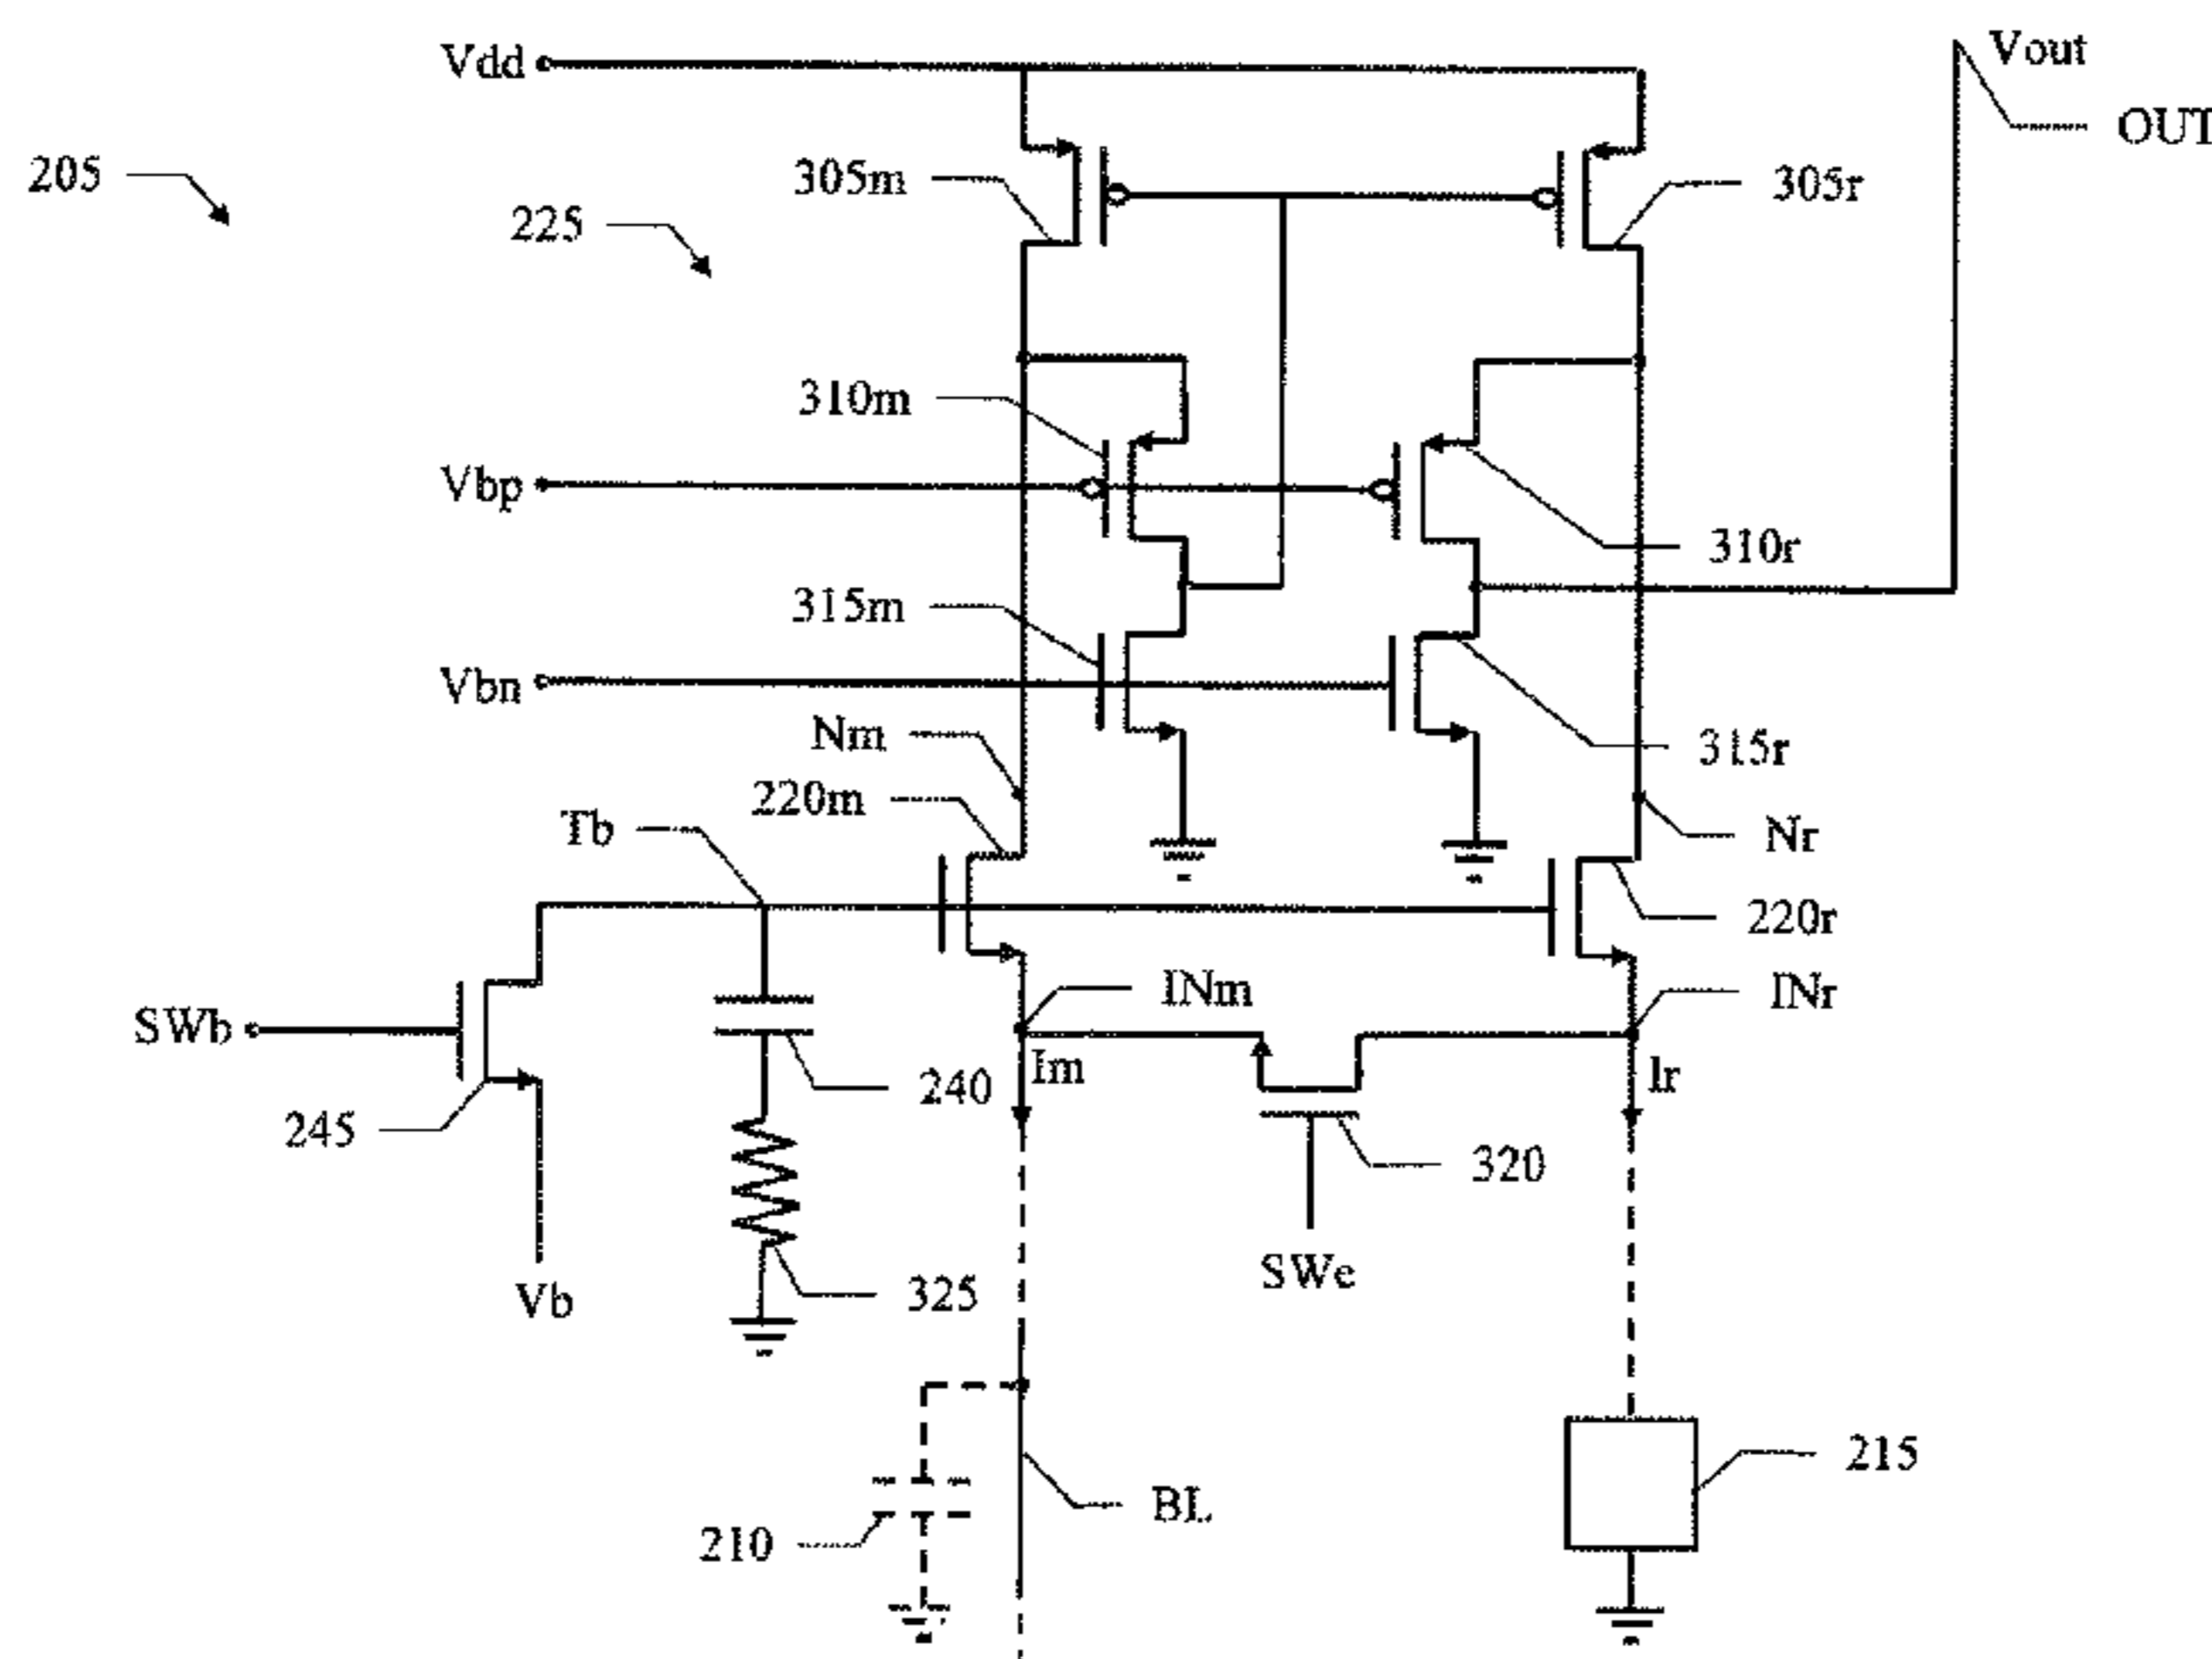 Vdd
Vout
OUT
205
305m
305r
225
310m
Vbp
310r
315m
Vbn
Nm
315r
220m
Tb
Nr
220r
INm
INr
SWb
Im
Ir
240
245
320
SWe
325
Vb
215
BL
210